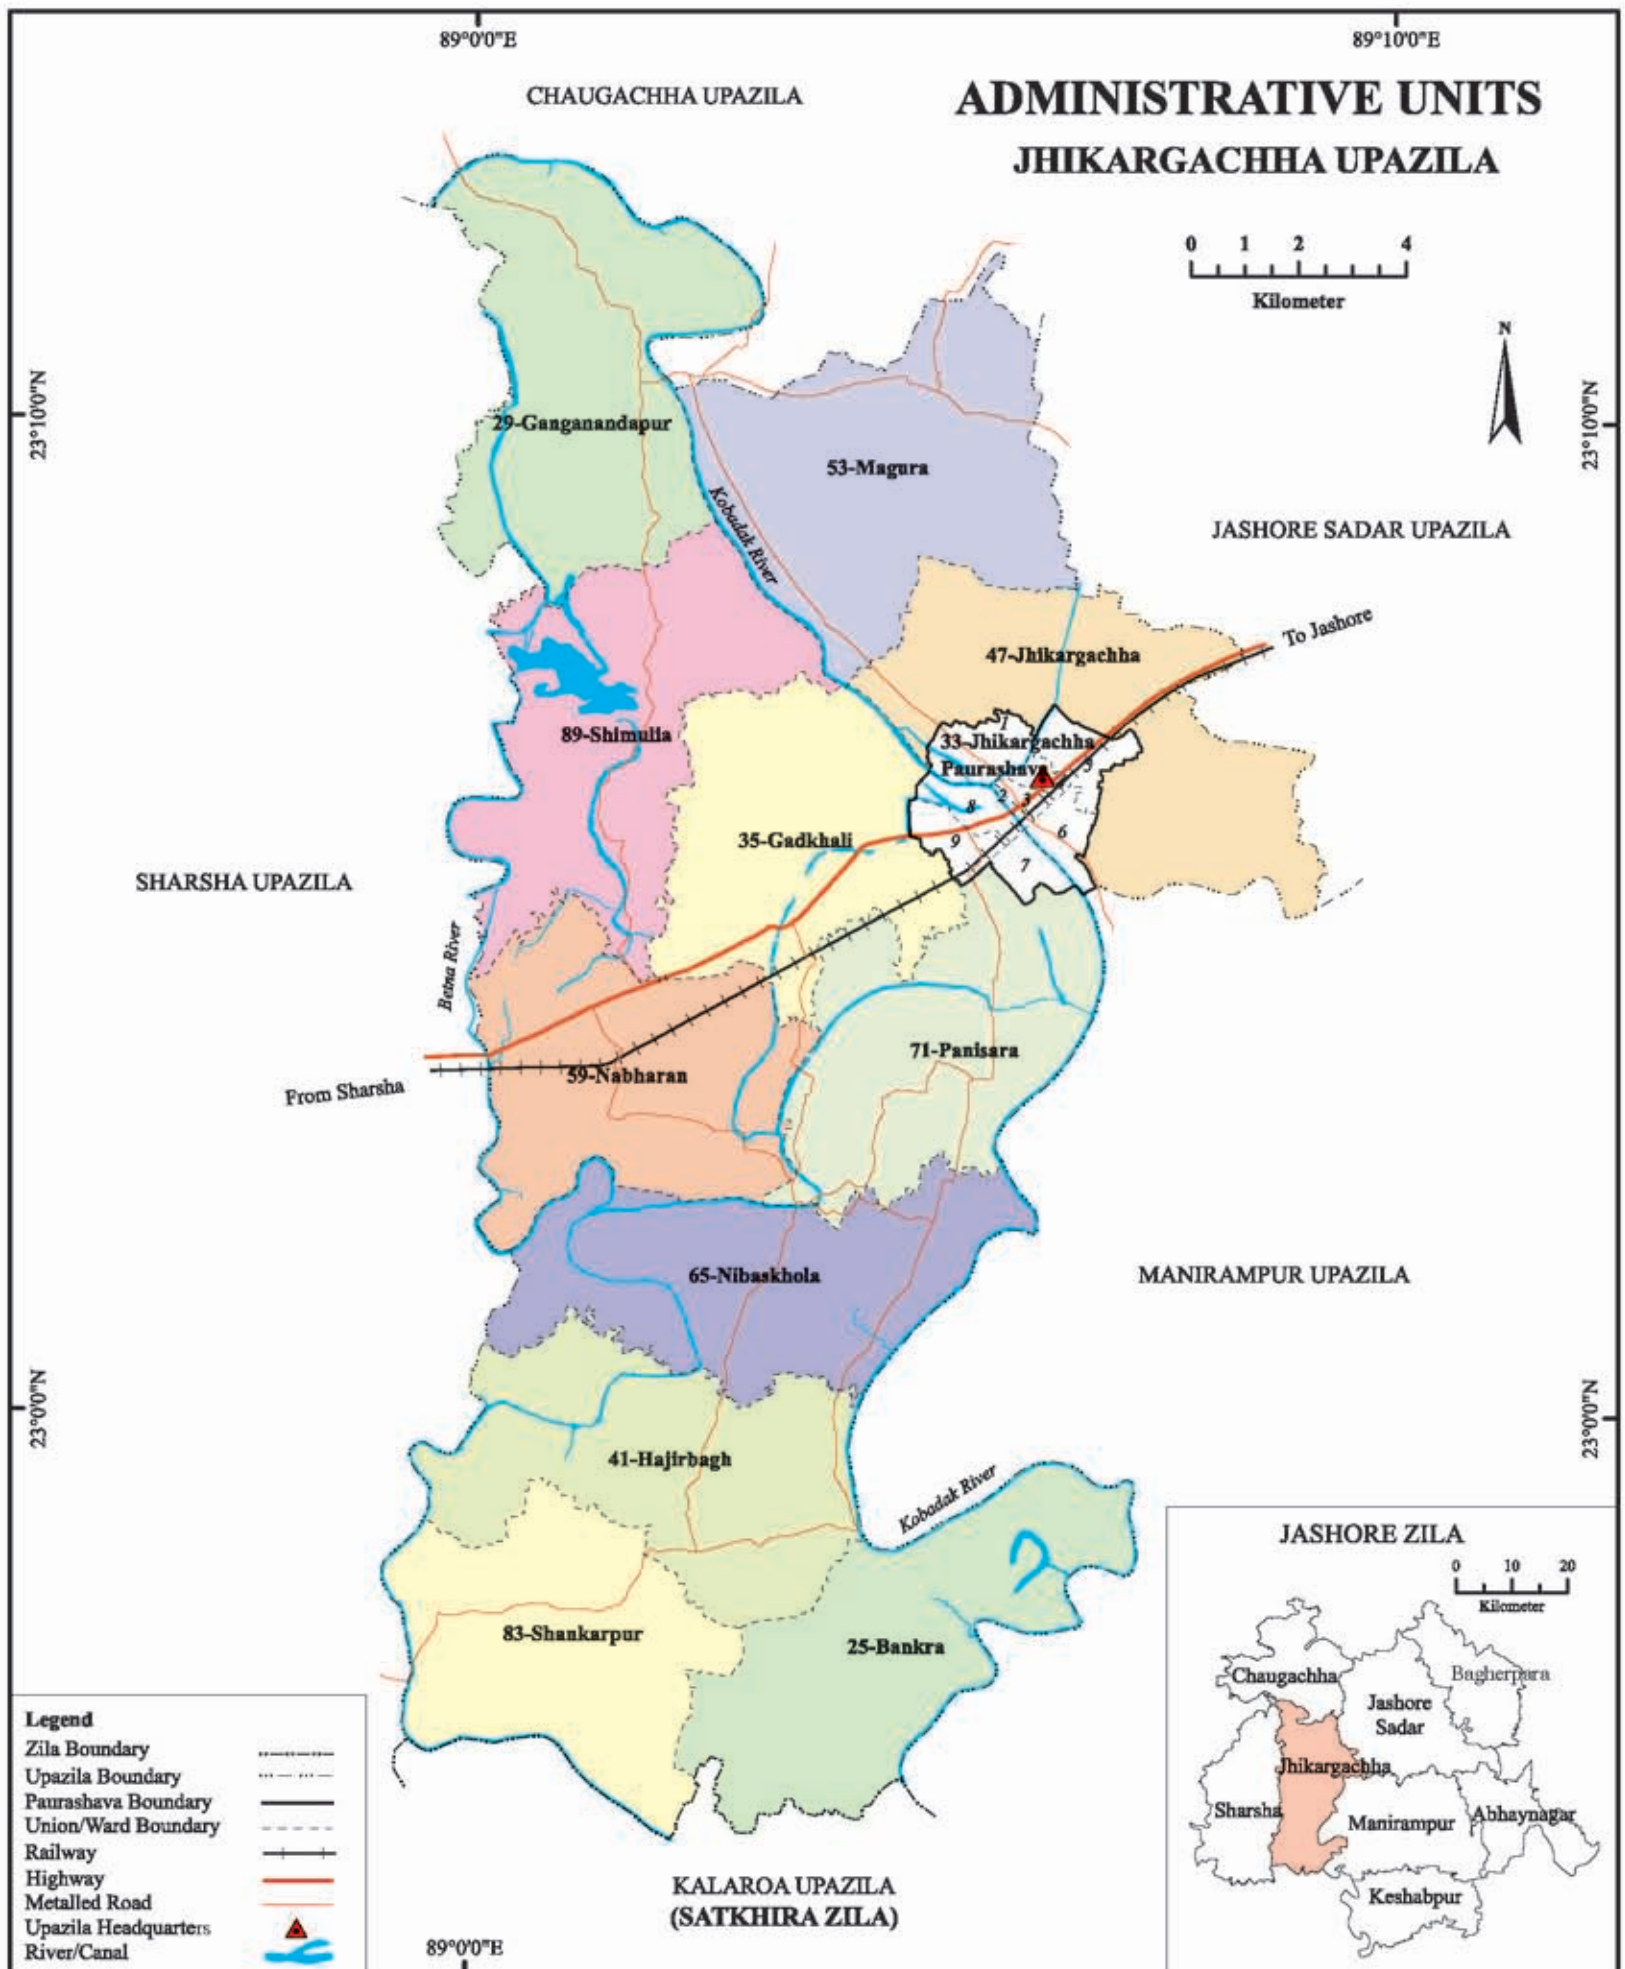 89°0'0"E
89°10'0"E
CHAUGACHHA UPAZILA
ADMINISTRATIVE UNITS
JHIKARGACHHA UPAZILA
0 1 2 4
Kilometer
N
23°10'0"N
23°10'0"N
29-Ganganandapur
53-Magura
Kobadak River
JASHORE SADAR UPAZILA
To Jashore
47-Jhikargachha
1
33-Jhikargachha
Paurashava
89-Shimulia
5
2
3
8
6
9
7
35-Gadkhali
SHARSHA UPAZILA
Betna River
71-Panisara
From Sharsha
59-Nabharan
65-Nibaskhola
MANIRAMPUR UPAZILA
23°0'0"N
23°0'0"N
41-Hajirbagh
Kobadak River
83-Shankarpur
25-Bankra
KALAROA UPAZILA
(SATKHIRA ZILA)
89°0'0"E
Legend
Zila Boundary
Upazila Boundary
Paurashava Boundary
Union/Ward Boundary
Railway
Highway
Metalled Road
Upazila Headquarters
River/Canal
JASHORE ZILA
0 10 20
Kilometer
Chaugachha
Bagherpara
Jashore
Sadar
Jhikargachha
Sharsha
Manirampur
Abhaynagar
Keshabpur